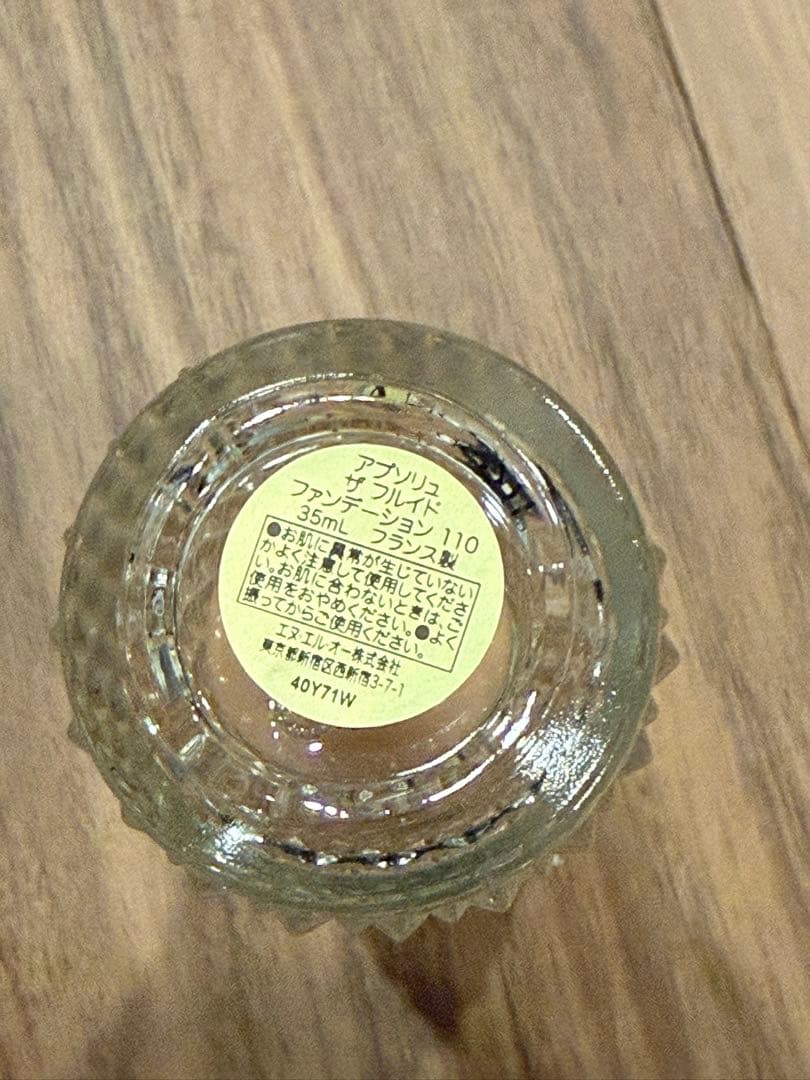 アプソリュ
ザ フルイド
ファンデーション 110
35mL フランス製
●お肌に異常が生じていない
かよく注意して使用してくださ
い。お肌に合わないときは、ご
使用をおやめください。●よく
振ってからご使用ください。
エヌ・エル・オー株式会社
東京都新宿区西新宿3-7-1
40Y71W